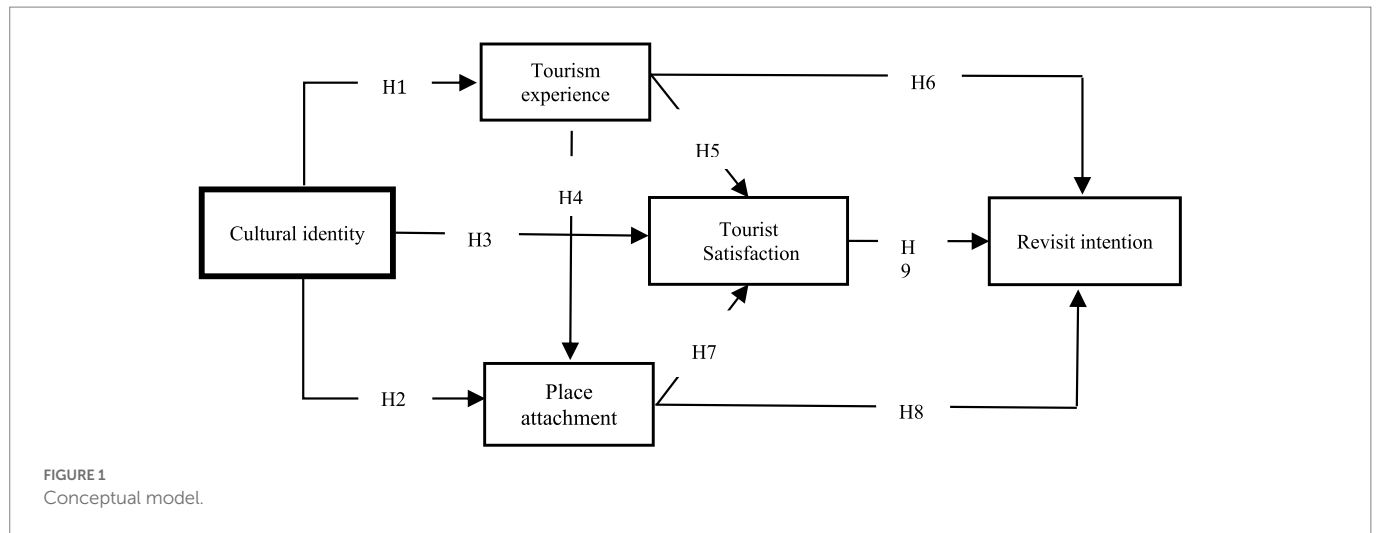 Tourism
experience
H1
H6
H5
H4
Cultural identity
H3
Tourist
Satisfaction
H
9
Revisit intention
H7
H2
Place
attachment
H8
FIGURE 1
Conceptual model.